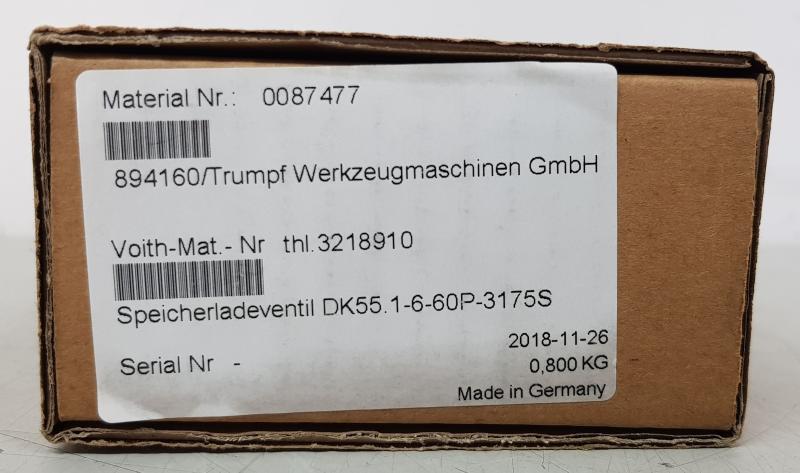 Material Nr.: 0087477
894160/Trumpf Werkzeugmaschinen GmbH
Voith-Mat.- Nr thl.3218910
Speicherladeventil DK55.1-6-60P-3175S
2018-11-26
Serial Nr -
0,800 KG
Made in Germany